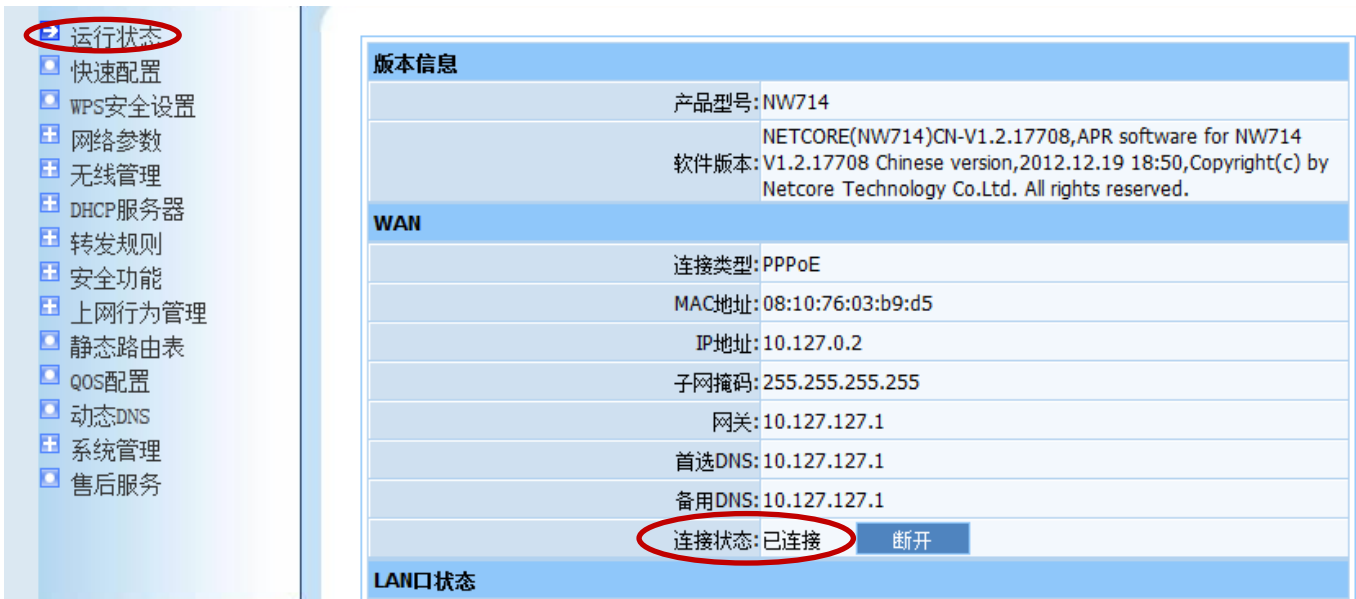 运行状态
快速配置
WPS安全设置
网络参数
无线管理
DHCP服务器
转发规则
安全功能
上网行为管理
静态路由表
QOS配置
动态DNS
系统管理
售后服务
版本信息
产品型号:NW714
软件版本:NETCORE(NW714)CN-V1.2.17708,APR software for NW714
V1.2.17708 Chinese version,2012.12.19 18:50,Copyright(c) by
Netcore Technology Co.Ltd. All rights reserved.
WAN
连接类型:PPPoE
MAC地址:08:10:76:03:b9:d5
IP地址:10.127.0.2
子网掩码:255.255.255.255
网关:10.127.127.1
首选DNS:10.127.127.1
备用DNS:10.127.127.1
连接状态:已连接 断开
LAN口状态